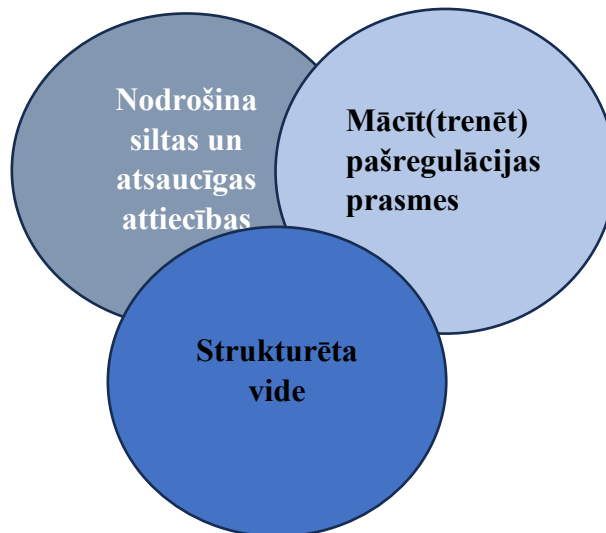 Nodrošina
siltas un
atsaucīgas
attiecības
Mācīt(trenēt)
pašregulācijas
prasmes
Strukturēta
vide